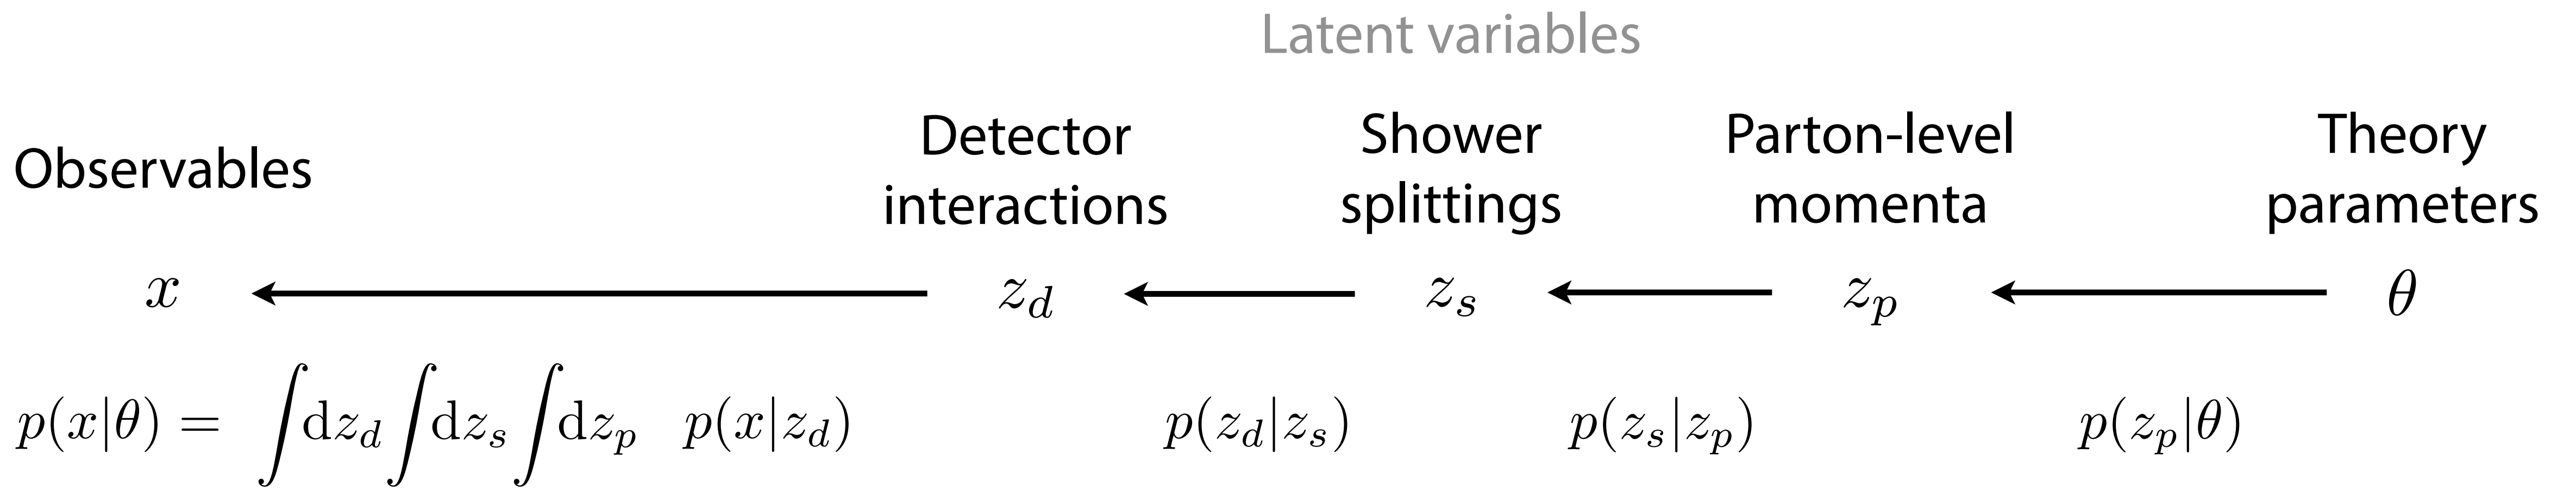 Latent variables
Observables
Detector interactions
Shower splittings
Parton-level momenta
Theory parameters
x ← z_d ← z_s ← z_p ← θ
p(x|θ) = ∫dz_d ∫dz_s ∫dz_p p(x|z_d) p(z_d|z_s) p(z_s|z_p) p(z_p|θ)